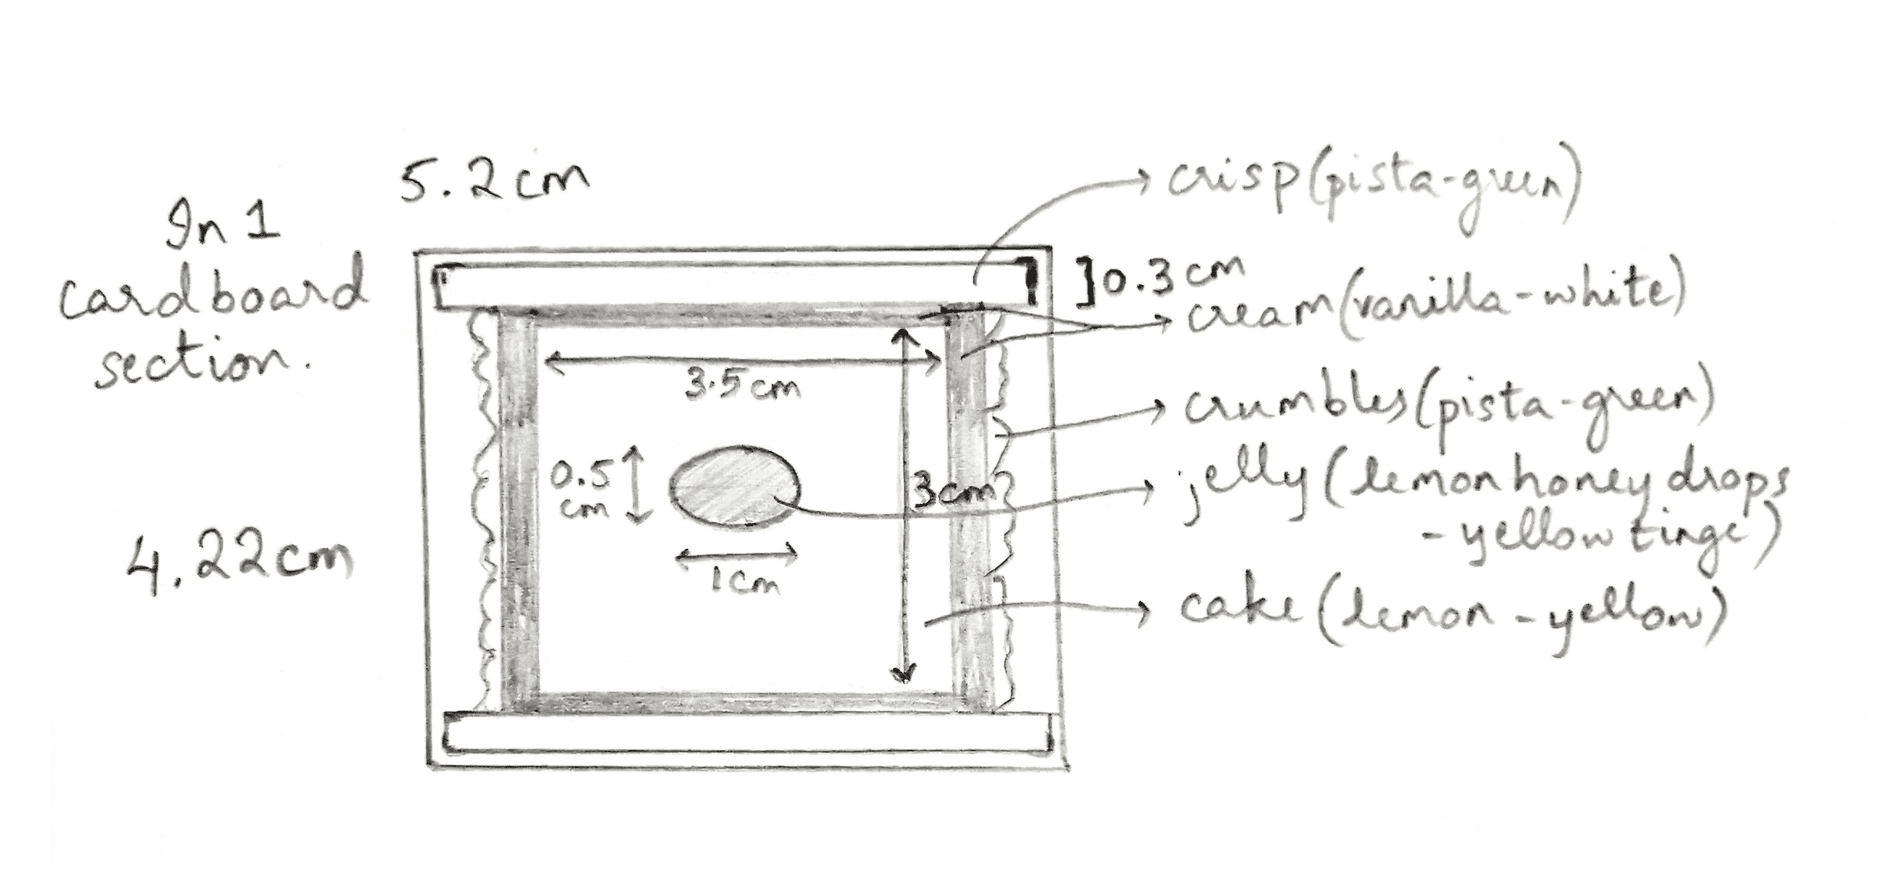 5.2cm
In 1
cardboard
section.
4.22cm
crisp(pista-green)
]0.3cm
cream(vanilla-white)
3.5cm
crumbles(pista-green)
0.5
cm
3cm
jelly(lemon honey drops
-yellow tinge)
1cm
cake(lemon-yellow)